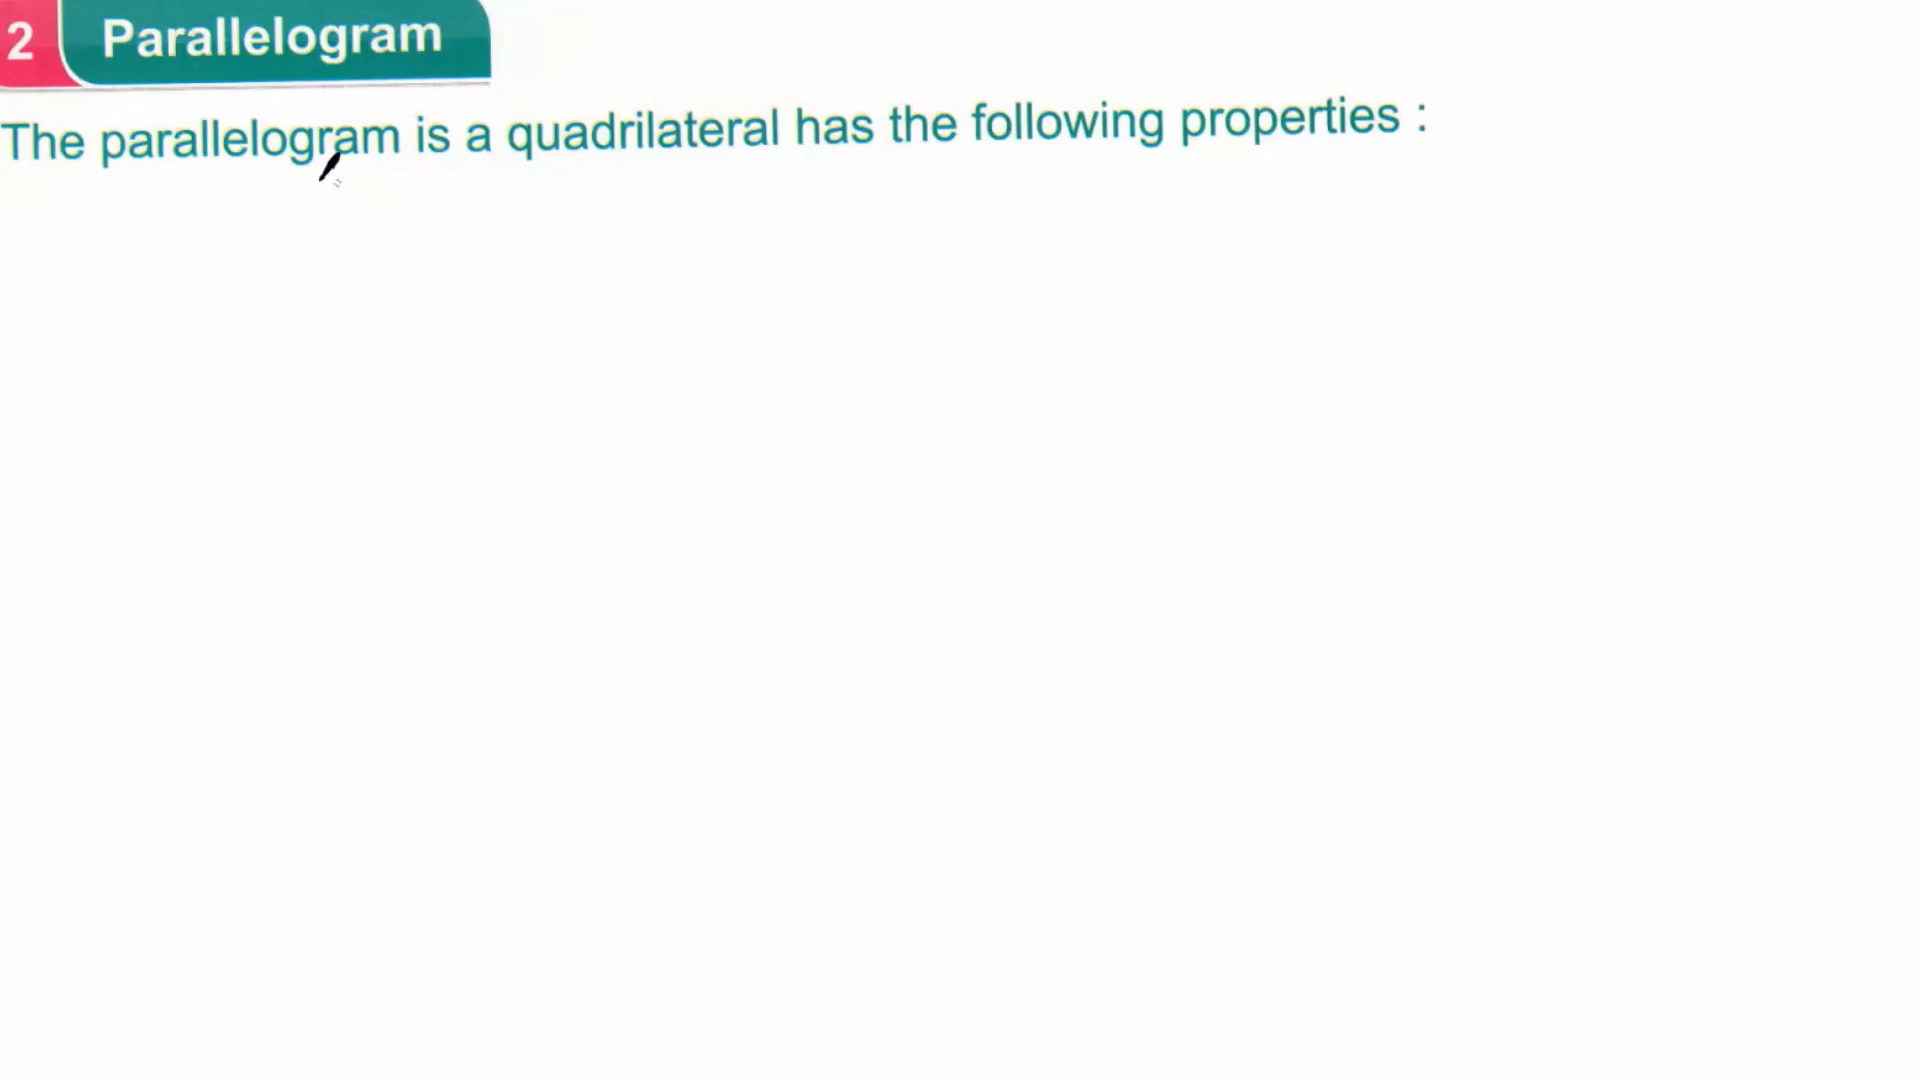 2 Parallelogram
The parallelogram is a quadrilateral has the following properties :